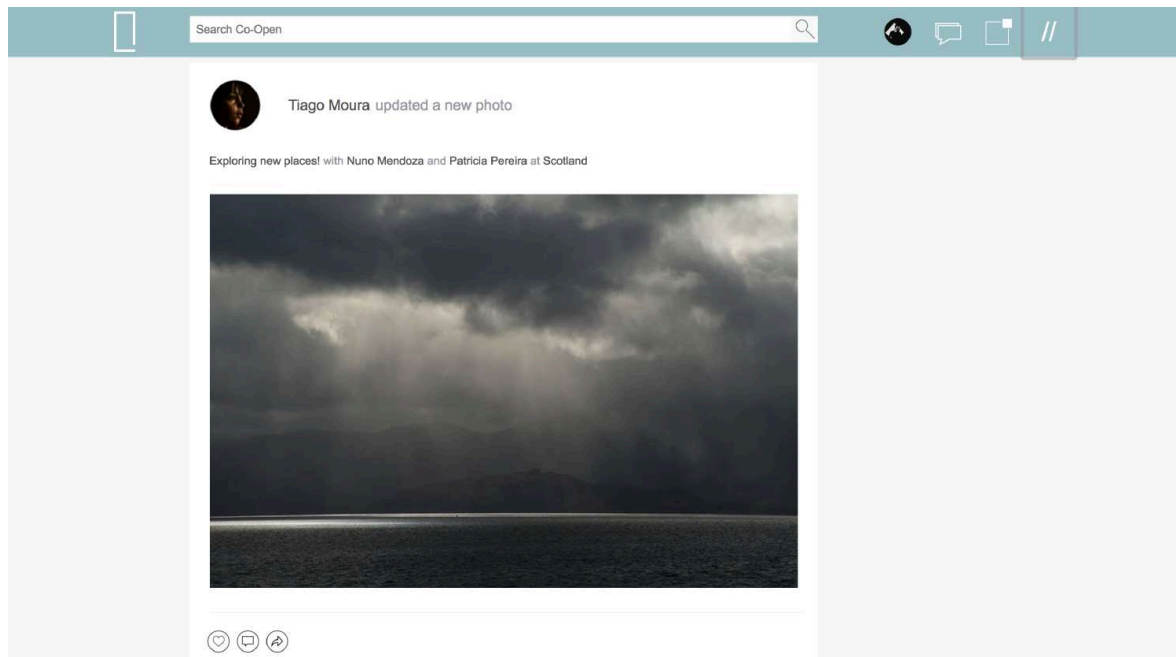 Search Co-Open
//
Tiago Moura updated a new photo
Exploring new places! with Nuno Mendoza and Patricia Pereira at Scotland